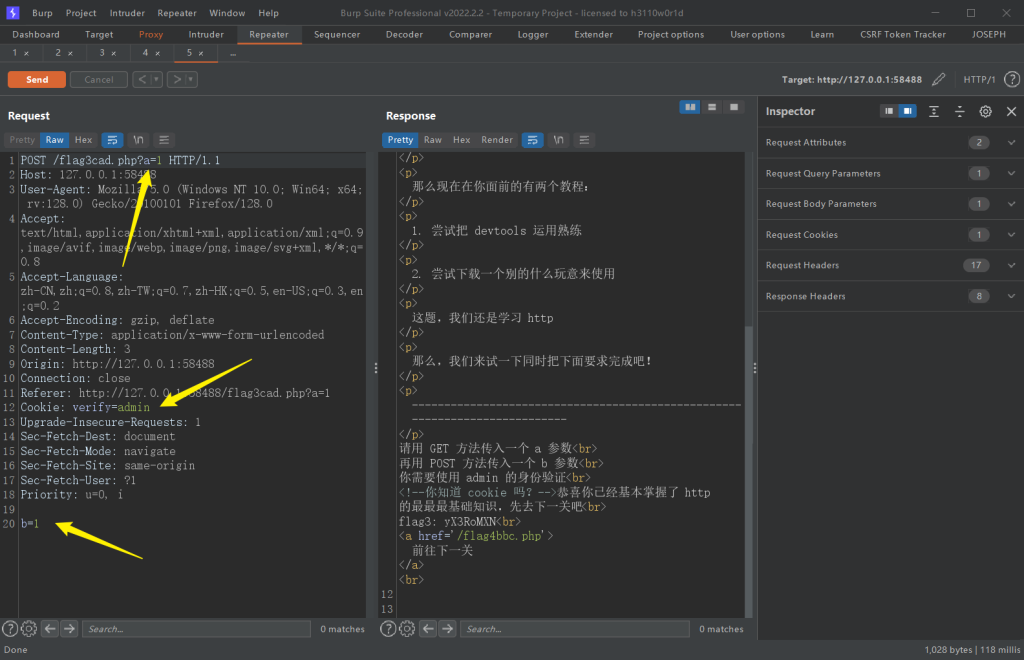 Burp Project Intruder Repeater Window Help Burp Suite Professional v2022.2.2 - Temporary Project - licensed to h3110w0r1d
Dashboard Target Proxy Intruder Repeater Sequencer Decoder Comparer Logger Extender Project options User options Learn CSRF Token Tracker JOSEPH
1 × 2 × 3 × 4 × 5 × ...
Send Cancel < > Target: http://127.0.0.1:58488 HTTP/1 ?
Request
Pretty Raw Hex \n
1 POST /flag3cad.php?a=1 HTTP/1.1
2 Host: 127.0.0.1:58488
3 User-Agent: Mozilla/5.0 (Windows NT 10.0; Win64; x64;
rv:128.0) Gecko/20100101 Firefox/128.0
4 Accept:
text/html,application/xhtml+xml,application/xml;q=0.9
,image/avif,image/webp,image/png,image/svg+xml,*/*;q=
0.8
5 Accept-Language:
zh-CN,zh;q=0.8,zh-TW;q=0.7,zh-HK;q=0.5,en-US;q=0.3,en
;q=0.2
6 Accept-Encoding: gzip, deflate
7 Content-Type: application/x-www-form-urlencoded
8 Content-Length: 3
9 Origin: http://127.0.0.1:58488
10 Connection: close
11 Referer: http://127.0.0.1:58488/flag3cad.php?a=1
12 Cookie: verify=admin
13 Upgrade-Insecure-Requests: 1
14 Sec-Fetch-Dest: document
15 Sec-Fetch-Mode: navigate
16 Sec-Fetch-Site: same-origin
17 Sec-Fetch-User: ?1
18 Priority: u=0, i
19
20 b=1
Search... 0 matches
Response
Pretty Raw Hex Render \n
</p>
<p>
那么现在在你面前的有两个教程：
</p>
<p>
1. 尝试把 devtools 运用熟练
</p>
<p>
2. 尝试下载一个别的什么玩意来使用
</p>
<p>
这题，我们还是学习 http
</p>
<p>
那么，我们来试一下同时把下面要求完成吧！
</p>
<p>
-------------------------------------------------
-----------------------
</p>
请用 GET 方法传入一个 a 参数<br>
再用 POST 方法传入一个 b 参数<br>
你需要使用 admin 的身份验证<br>
<!--你知道 cookie 吗？-->恭喜你已经基本掌握了 http
的最最最基础知识，先去下一关吧<br>
flag3: yX3RoMXN<br>
<a href='/flag4bbc.php'>
前往下一关
</a>
<br>
12
13
Search... 0 matches
Inspector
Request Attributes 2
Request Query Parameters 1
Request Body Parameters 1
Request Cookies 1
Request Headers 17
Response Headers 8
Done 1,028 bytes | 118 millis